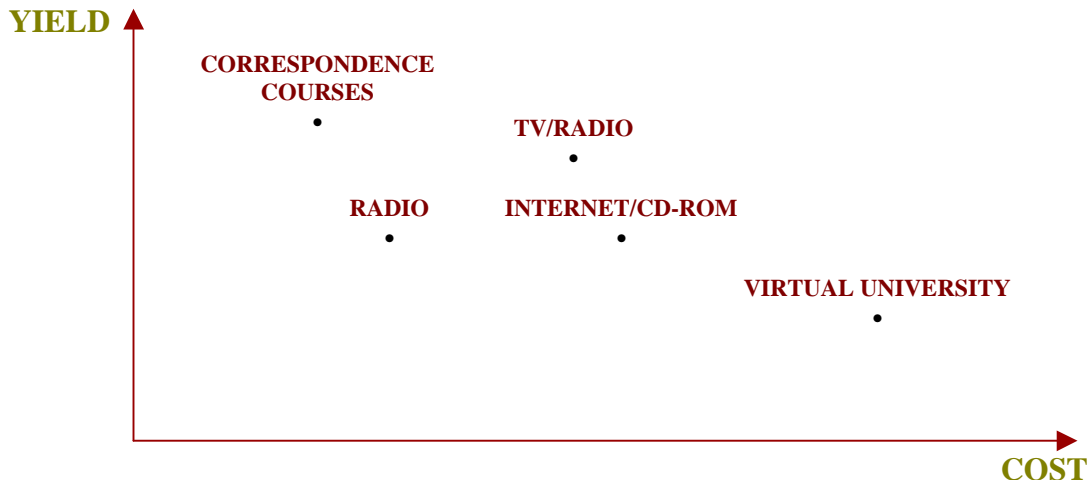 YIELD
CORRESPONDENCE
COURSES
TV/RADIO
RADIO
INTERNET/CD-ROM
VIRTUAL UNIVERSITY
COST